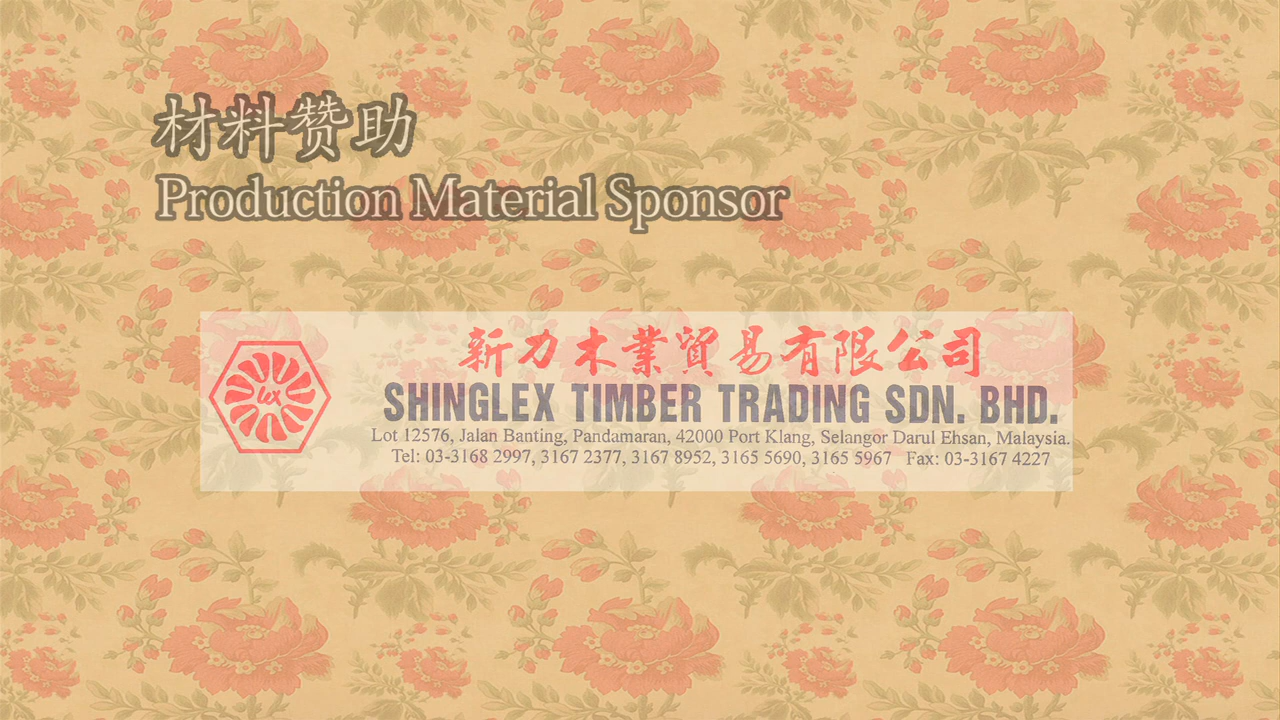 材料赞助
Production Material Sponsor
新力木業貿易有限公司
SHINGLEX TIMBER TRADING SDN. BHD.
Lot 12576, Jalan Banting, Pandamaran, 42000 Port Klang, Selangor Darul Ehsan, Malaysia.
Tel: 03-3168 2997, 3167 2377, 3167 8952, 3165 5690, 3165 5967 Fax: 03-3167 4227
lex